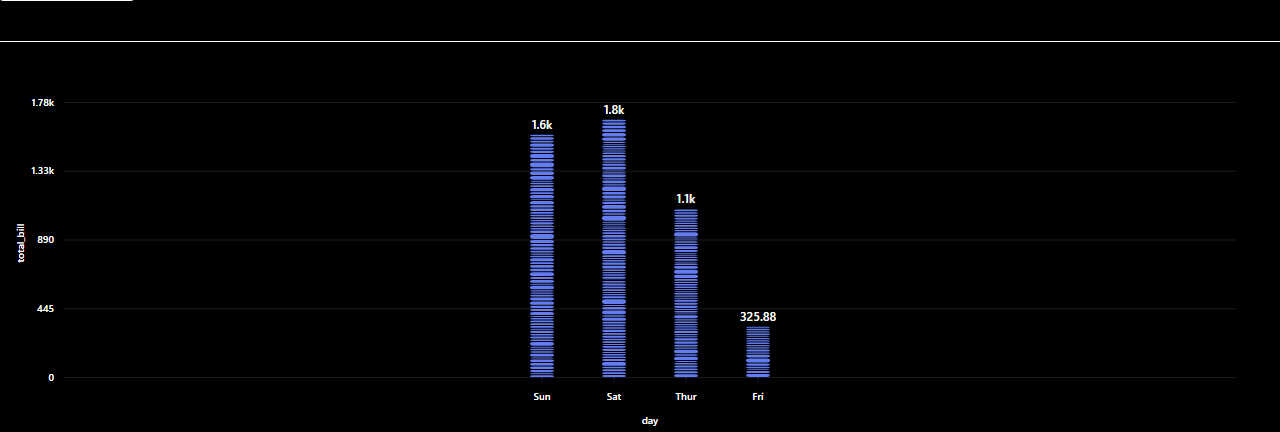 1.78k
1.33k
890
445
0
total_bill
1.6k
1.8k
1.1k
325.88
Sun
Sat
Thur
Fri
day